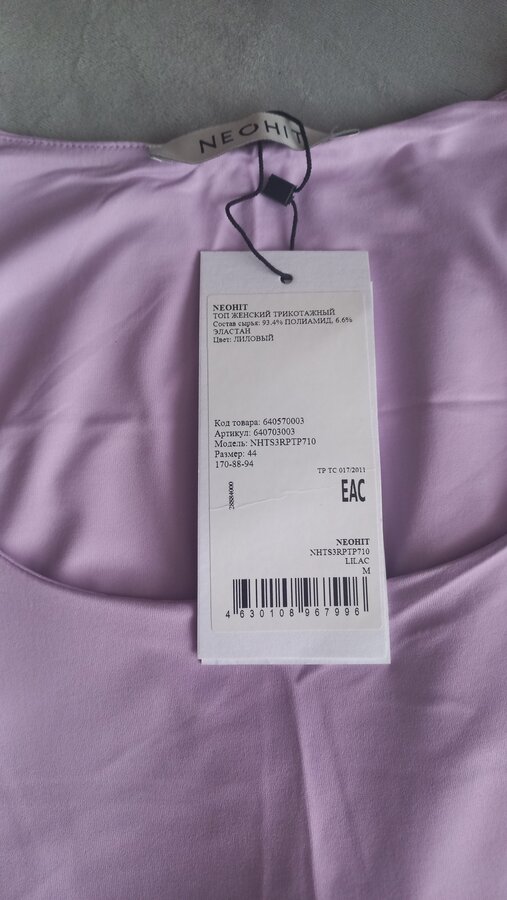 NEOHIT
NEOHIT
ТОП ЖЕНСКИЙ ТРИКОТАЖНЫЙ
Состав сырья: 93.4% ПОЛИАМИД, 6.6%
ЭЛАСТАН
Цвет: ЛИЛОВЫЙ
Код товара: 640570003
Артикул: 640703003
Модель: NHTS3RPTP710
Размер: 44
170-88-94
ТР ТС 017/2011
28884000
EAC
NEOHIT
NHTS3RPTP710
LILAC
M
4 630108 967996